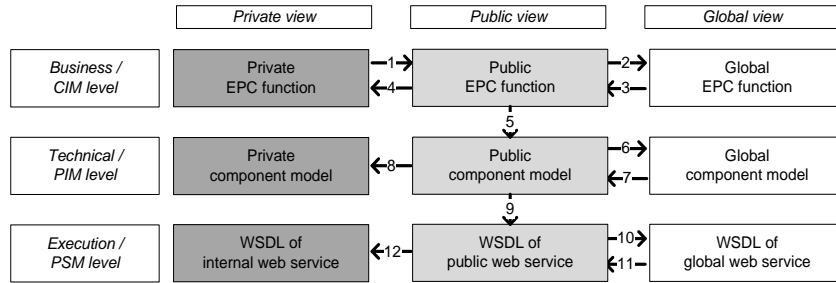 Private view
Public view
Global view
Business /
CIM level
Private
EPC function
1
4
Public
EPC function
2
3
Global
EPC function
5
Technical /
PIM level
Private
component model
8
Public
component model
6
7
Global
component model
9
Execution /
PSM level
WSDL of
internal web service
12
WSDL of
public web service
10
11
WSDL of
global web service